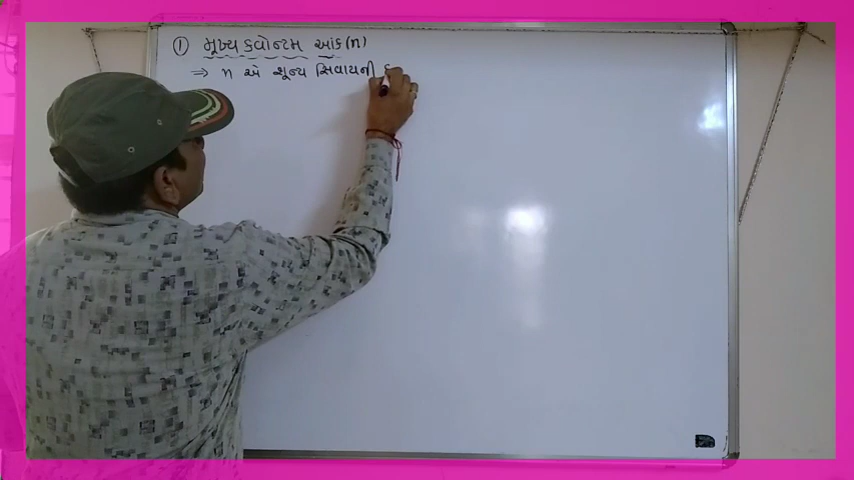 ① મૂખ્ય ક્વોન્ટમ આંક (n)
⇒ n એ શૂન્ય સિવાયની